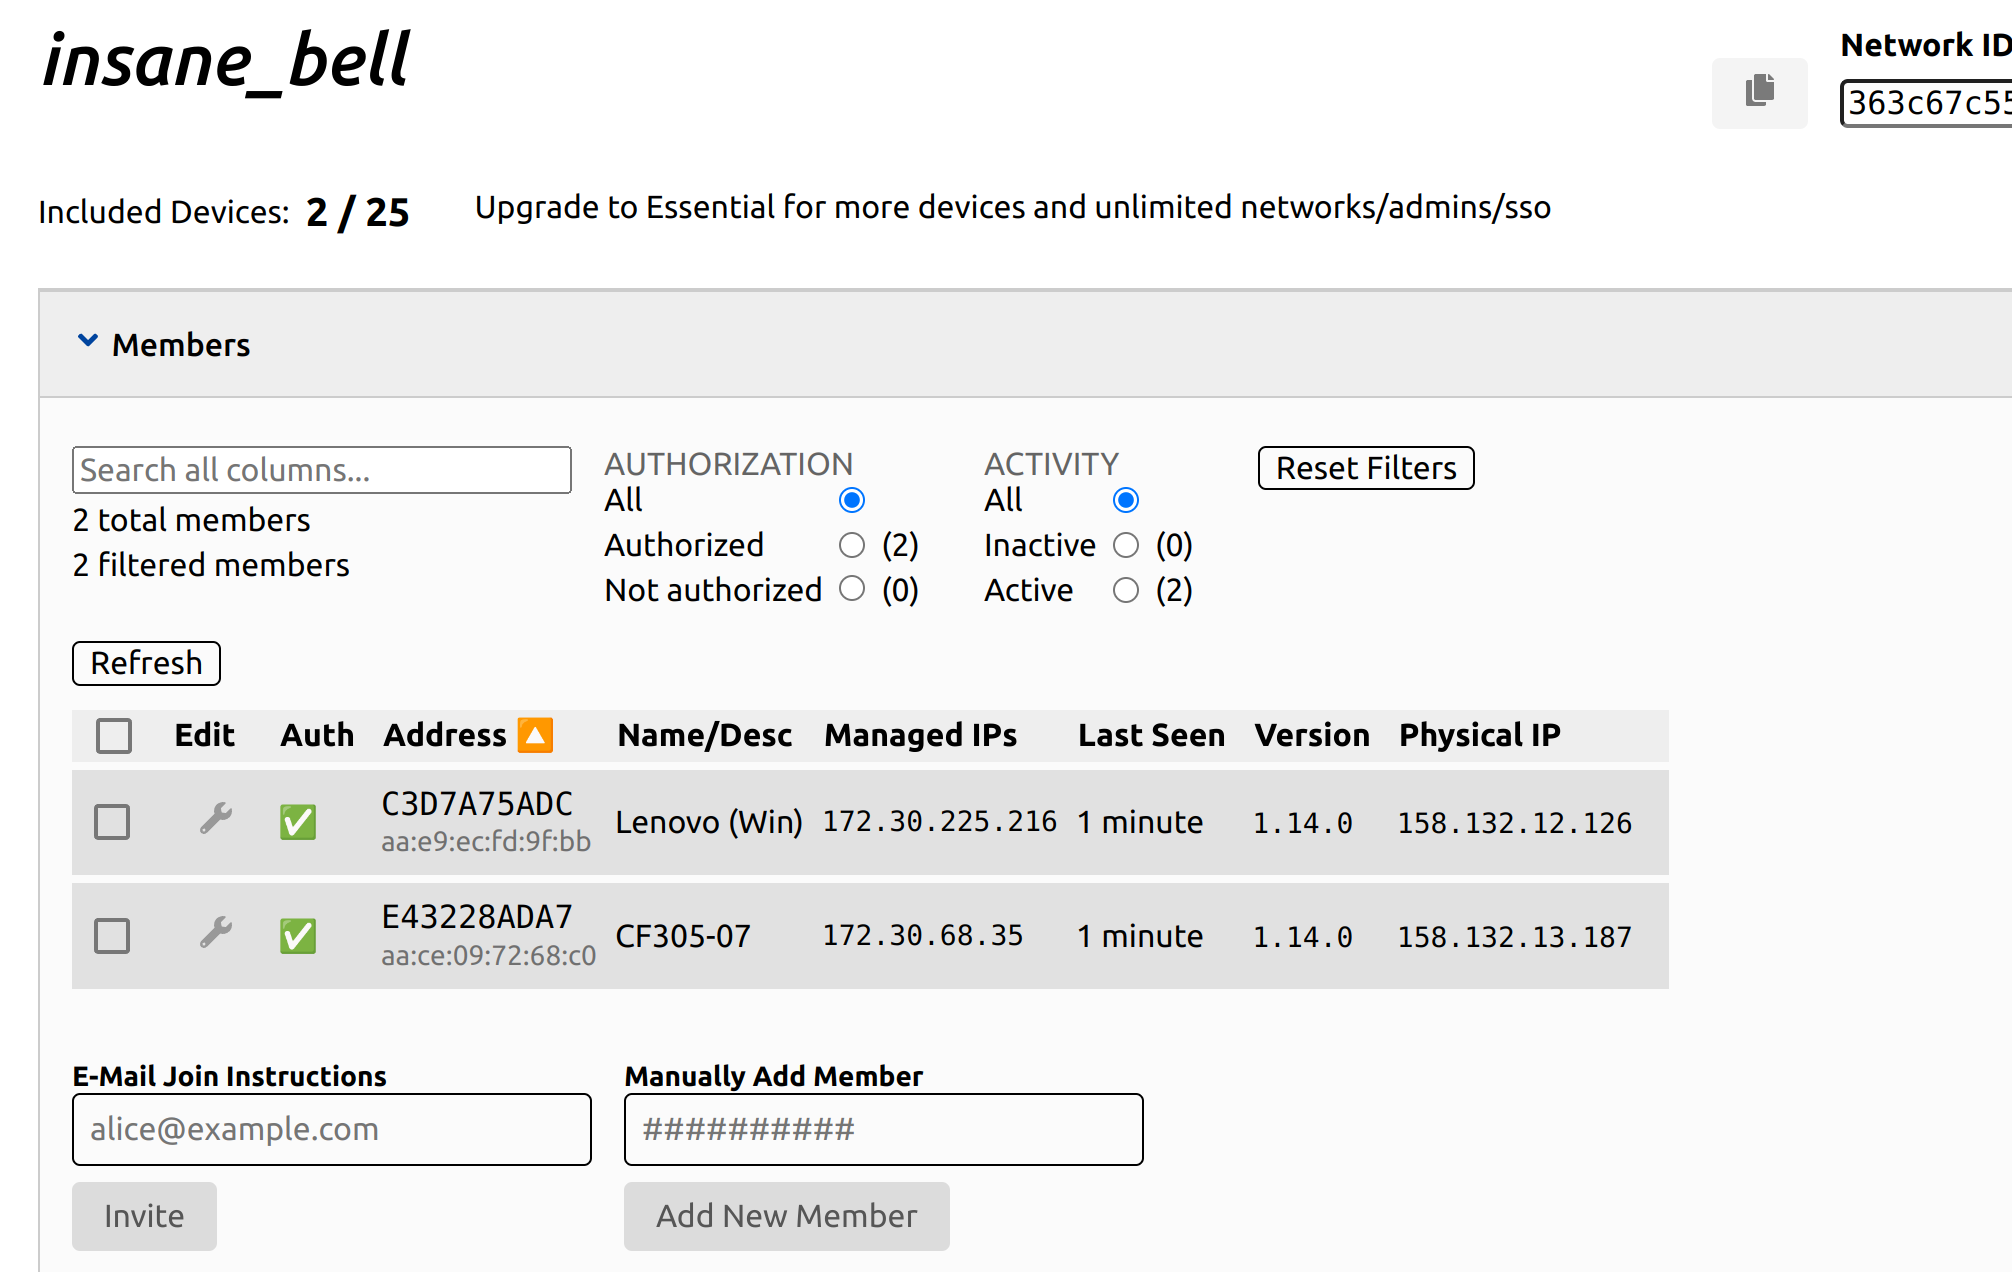 insane_bell
Network ID
363c67c55
Included Devices: 2 / 25
Upgrade to Essential for more devices and unlimited networks/admins/sso
Members
Search all columns...
2 total members
2 filtered members
AUTHORIZATION
All
Authorized (2)
Not authorized (0)
ACTIVITY
All
Inactive (0)
Active (2)
Reset Filters
Refresh
Edit Auth Address Name/Desc Managed IPs Last Seen Version Physical IP
C3D7A75ADC
aa:e9:ec:fd:9f:bb
Lenovo (Win) 172.30.225.216 1 minute 1.14.0 158.132.12.126
E43228ADA7
aa:ce:09:72:68:c0
CF305-07 172.30.68.35 1 minute 1.14.0 158.132.13.187
E-Mail Join Instructions
alice@example.com
Invite
Manually Add Member
##########
Add New Member